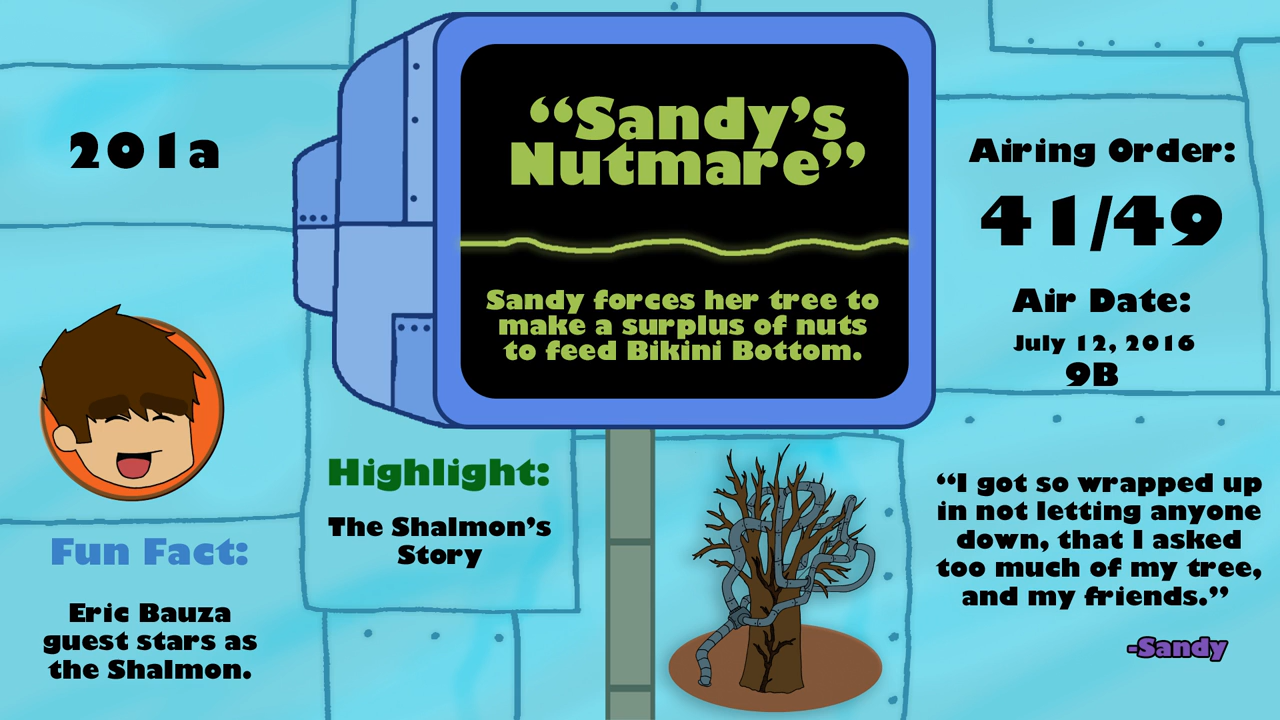 201a
“Sandy’s
Nutmare”
Sandy forces her tree to
make a surplus of nuts
to feed Bikini Bottom.
Airing Order:
41/49
Air Date:
July 12, 2016
9B
Fun Fact:
Eric Bauza
guest stars as
the Shalmon.
Highlight:
The Shalmon’s
Story
“I got so wrapped up
in not letting anyone
down, that I asked
too much of my tree,
and my friends.”
-Sandy